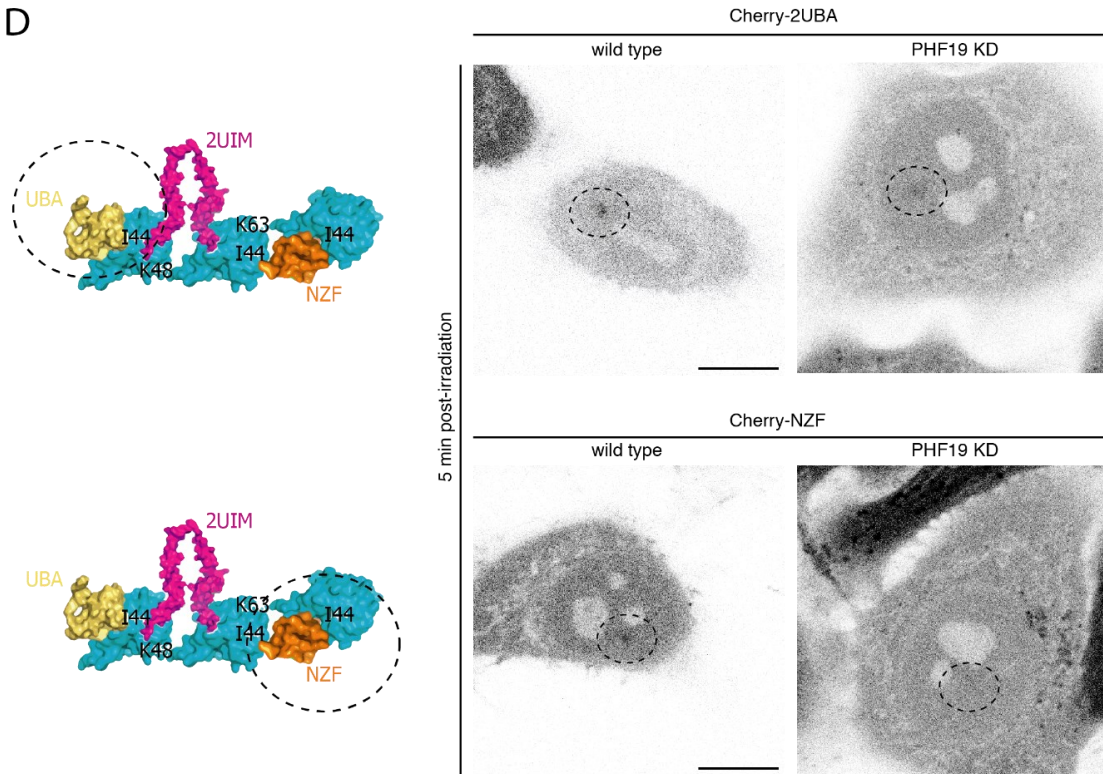 D
Cherry-2UBA
wild type
PHF19 KD
2UIM
UBA
K63
I44
I44
I44
K48
NZF
5 min post-irradiation
Cherry-NZF
wild type
PHF19 KD
2UIM
UBA
K63
I44
I44
I44
K48
NZF